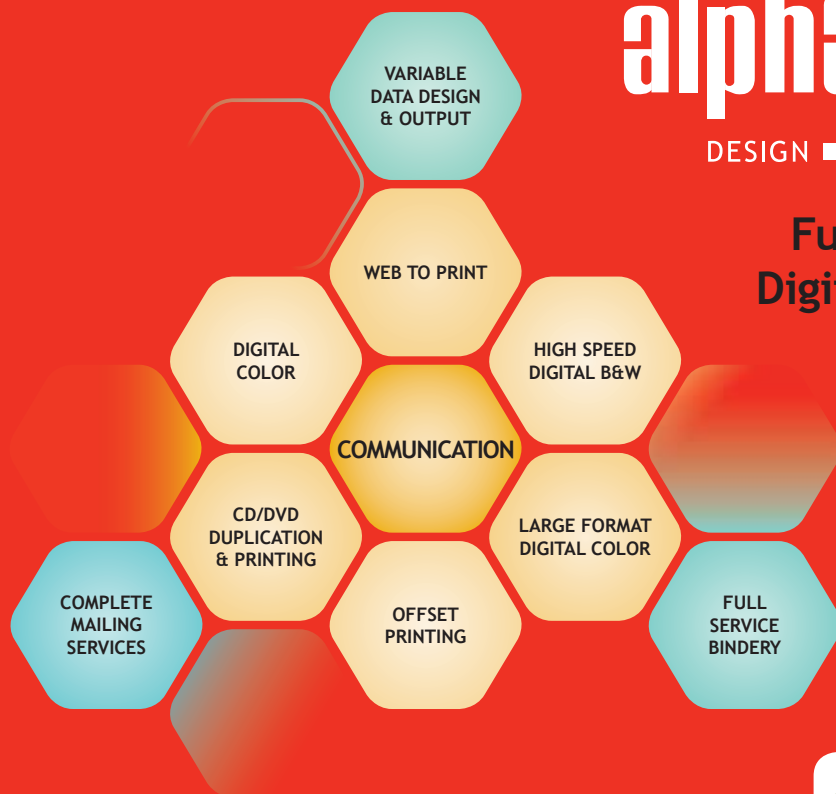 VARIABLE
DATA DESIGN
& OUTPUT
DESIGN
WEB TO PRINT
DIGITAL
COLOR
HIGH SPEED
DIGITAL B&W
COMMUNICATION
CD/DVD
DUPLICATION
& PRINTING
LARGE FORMAT
DIGITAL COLOR
COMPLETE
MAILING
SERVICES
OFFSET
PRINTING
FULL
SERVICE
BINDERY